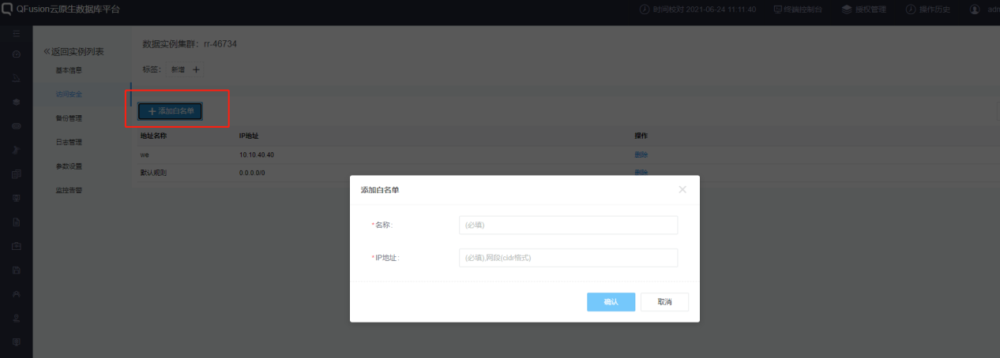 QFusion云原生数据库平台
时间校对 2021-06-24 11:11:40 终端控制台 授权管理 操作历史
返回实例列表
基本信息
访问安全
备份管理
日志管理
参数设置
监控告警
数据实例集群：rr-46734
标签： 新增 +
+ 添加白名单
地址名称 IP地址 操作
we 10.10.40.40 删除
默认规则 0.0.0.0/0 删除
添加白名单
*名称: (必填)
*IP地址: (必填),网段(cidr格式)
确认 取消